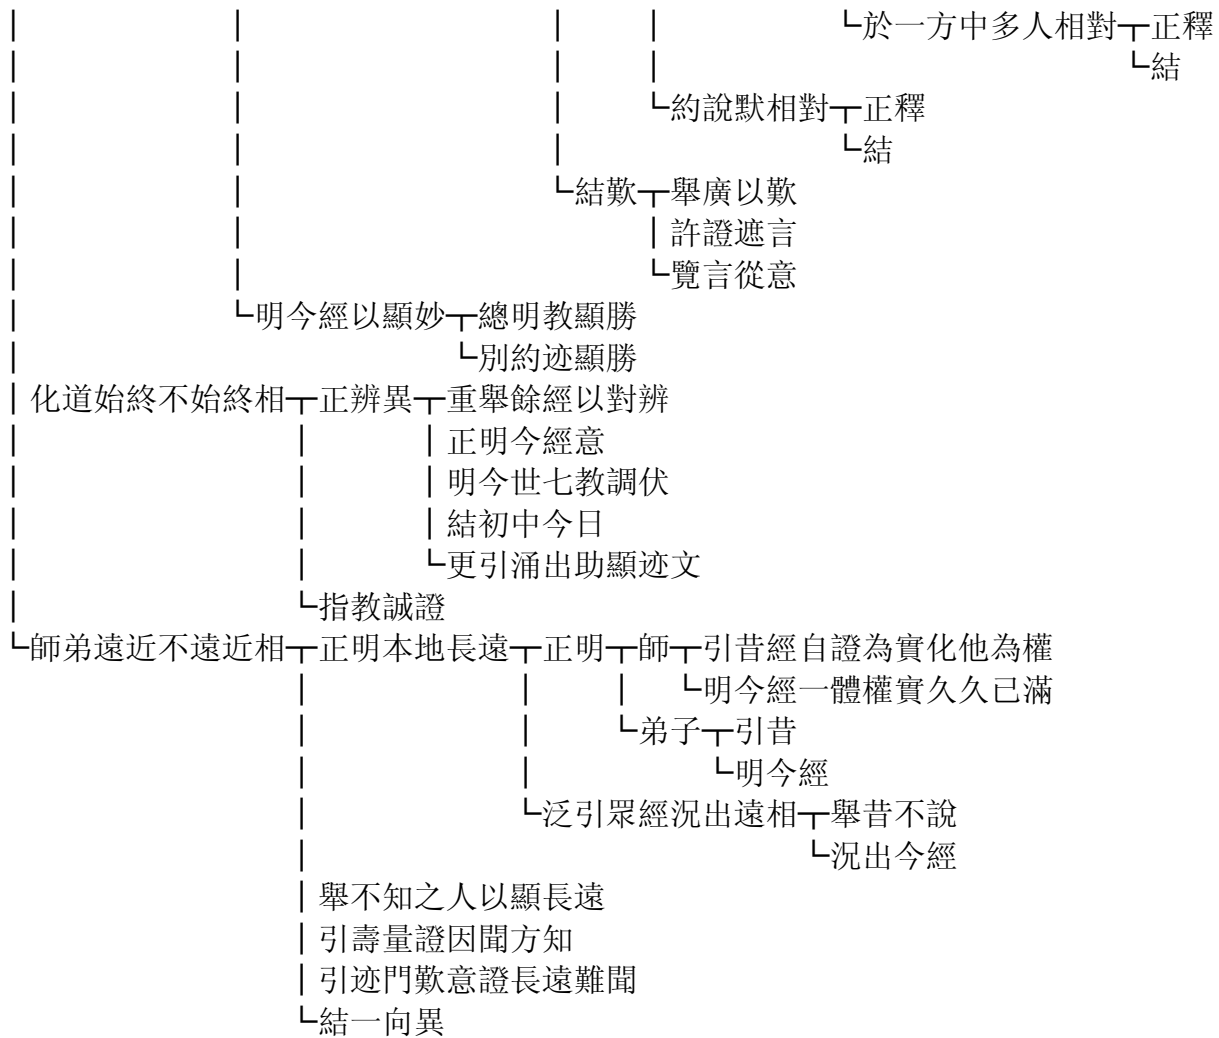 │ │ │ │ └於一方中多人相對┬正釋
│ │ │ │ └結
│ │ │ └約說默相對┬正釋
│ │ │ └結
│ │ └結歎┬舉廣以歎
│ │ │許證遮言
│ │ └覽言從意
│ └明今經以顯妙┬總明教顯勝
│ └別約迹顯勝
│化道始終不始終相┬正辨異┬重舉餘經以對辨
│ │ │正明今經意
│ │ │明今世七教調伏
│ │ │結初中今日
│ │ └更引涌出助顯迹文
│ └指教誠證
└師弟遠近不遠近相┬正明本地長遠┬正明┬師┬引昔經自證為實化他為權
│ │ │ └明今經一體權實久久已滿
│ │ └弟子┬引昔
│ │ └明今經
│ └泛引眾經況出遠相┬舉昔不說
│ └況出今經
│舉不知之人以顯長遠
│引壽量證因聞方知
│引迹門歎意證長遠難聞
└結一向異